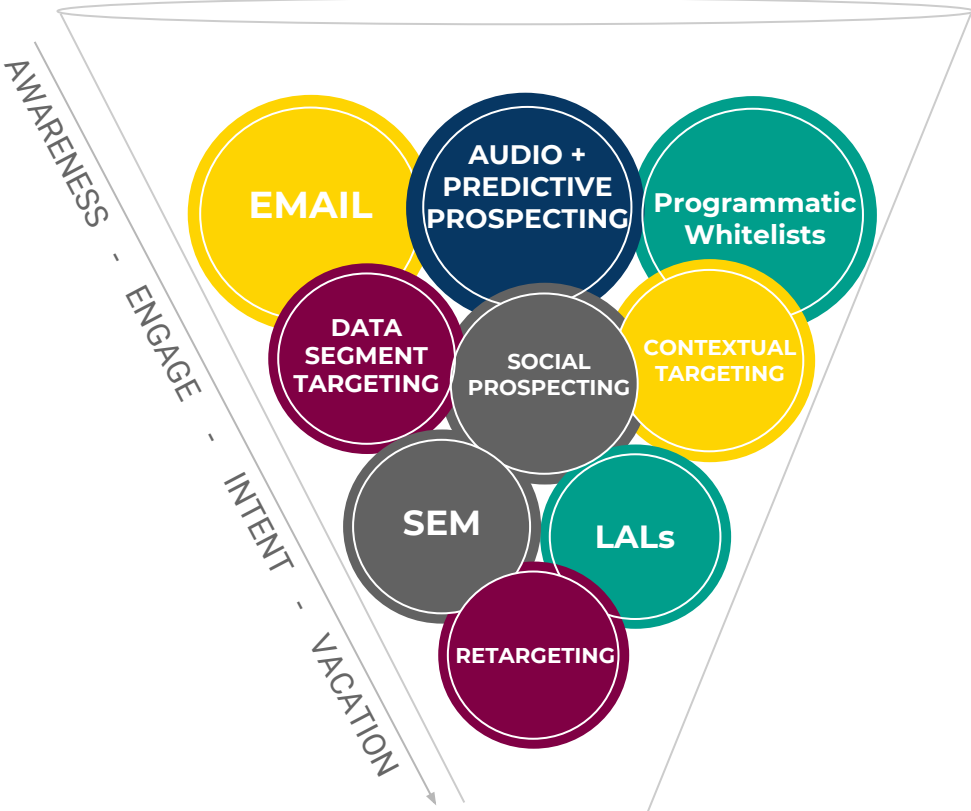 AWARENESS - ENGAGE - INTENT - VACATION
EMAIL
AUDIO +
PREDICTIVE
PROSPECTING
Programmatic
Whitelists
DATA
SEGMENT
TARGETING
SOCIAL
PROSPECTING
CONTEXTUAL
TARGETING
SEM
LALs
RETARGETING